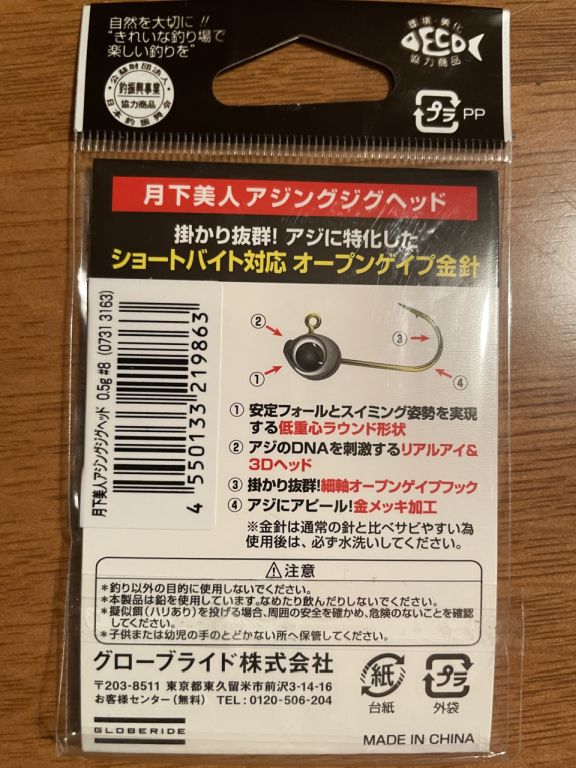 自然を大切に!!
"きれいな釣り場で
楽しい釣りを"
公益財団法人
釣振興事業
協力商品
日本釣振興会
環境・美化
ECO
協力商品
プラ PP
月下美人アジングジグヘッド
掛かり抜群! アジに特化した
ショートバイト対応 オープンゲイプ金針
月下美人アジングジグヘッド 0.5g #8 (0731 3163)
4 550133 219863
②
③
①
④
① 安定フォールとスイミング姿勢を実現
する低重心ラウンド形状
② アジのDNAを刺激するリアルアイ&
3Dヘッド
③ 掛かり抜群!細軸オープンゲイプフック
④ アジにアピール!金メッキ加工
※金針は通常の針と比べサビやすい為
使用後は、必ず水洗いしてください。
⚠注意
*釣り以外の目的に使用しないでください。
*本製品は鉛を使用しています。なめたり飲んだりしないでください。
*擬似餌(ハリあり)を投げる場合、周囲の安全を確かめ、危険のないことを確認
してください。
*子供または幼児の手のとどかない所へ保管してください。
グローブライド株式会社
〒203-8511 東京都東久留米市前沢3-14-16
お客様センター(無料) TEL:0120-506-204
GLOBERIDE
紙
台紙
プラ
外袋
MADE IN CHINA